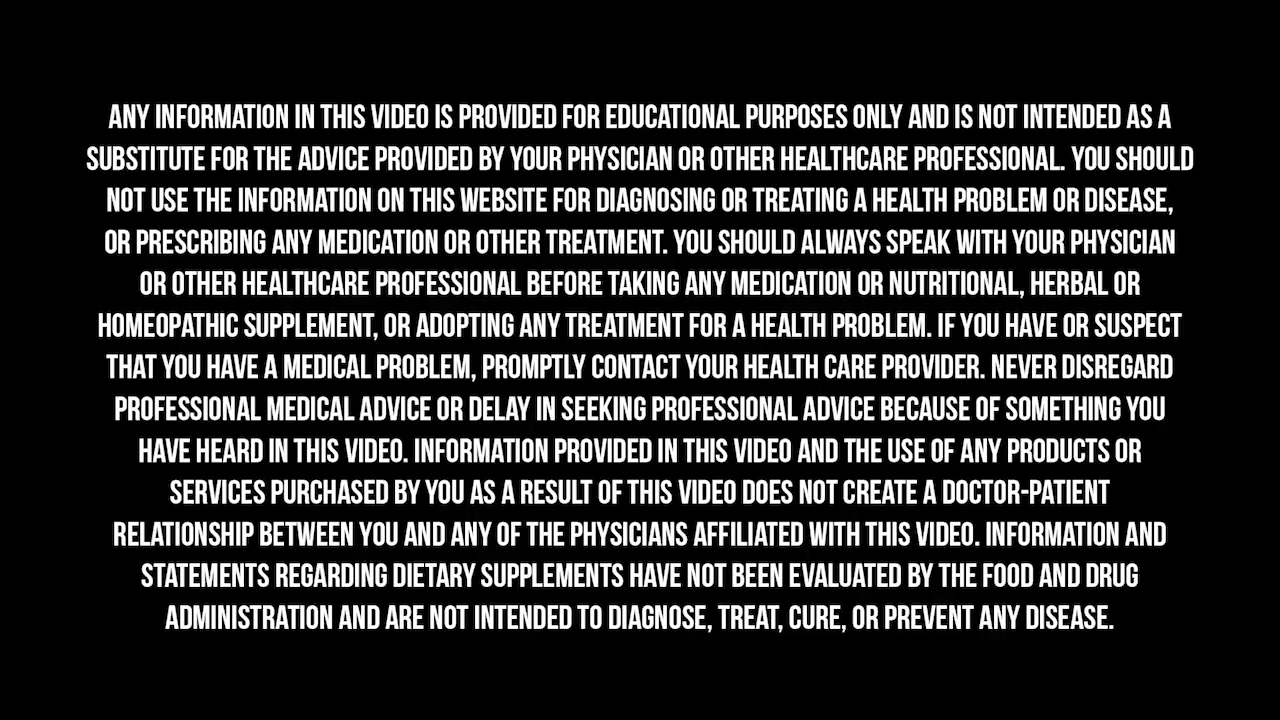 ANY INFORMATION IN THIS VIDEO IS PROVIDED FOR EDUCATIONAL PURPOSES ONLY AND IS NOT INTENDED AS A
SUBSTITUTE FOR THE ADVICE PROVIDED BY YOUR PHYSICIAN OR OTHER HEALTHCARE PROFESSIONAL. YOU SHOULD
NOT USE THE INFORMATION ON THIS WEBSITE FOR DIAGNOSING OR TREATING A HEALTH PROBLEM OR DISEASE,
OR PRESCRIBING ANY MEDICATION OR OTHER TREATMENT. YOU SHOULD ALWAYS SPEAK WITH YOUR PHYSICIAN
OR OTHER HEALTHCARE PROFESSIONAL BEFORE TAKING ANY MEDICATION OR NUTRITIONAL, HERBAL OR
HOMEOPATHIC SUPPLEMENT, OR ADOPTING ANY TREATMENT FOR A HEALTH PROBLEM. IF YOU HAVE OR SUSPECT
THAT YOU HAVE A MEDICAL PROBLEM, PROMPTLY CONTACT YOUR HEALTH CARE PROVIDER. NEVER DISREGARD
PROFESSIONAL MEDICAL ADVICE OR DELAY IN SEEKING PROFESSIONAL ADVICE BECAUSE OF SOMETHING YOU
HAVE HEARD IN THIS VIDEO. INFORMATION PROVIDED IN THIS VIDEO AND THE USE OF ANY PRODUCTS OR
SERVICES PURCHASED BY YOU AS A RESULT OF THIS VIDEO DOES NOT CREATE A DOCTOR-PATIENT
RELATIONSHIP BETWEEN YOU AND ANY OF THE PHYSICIANS AFFILIATED WITH THIS VIDEO. INFORMATION AND
STATEMENTS REGARDING DIETARY SUPPLEMENTS HAVE NOT BEEN EVALUATED BY THE FOOD AND DRUG
ADMINISTRATION AND ARE NOT INTENDED TO DIAGNOSE, TREAT, CURE, OR PREVENT ANY DISEASE.